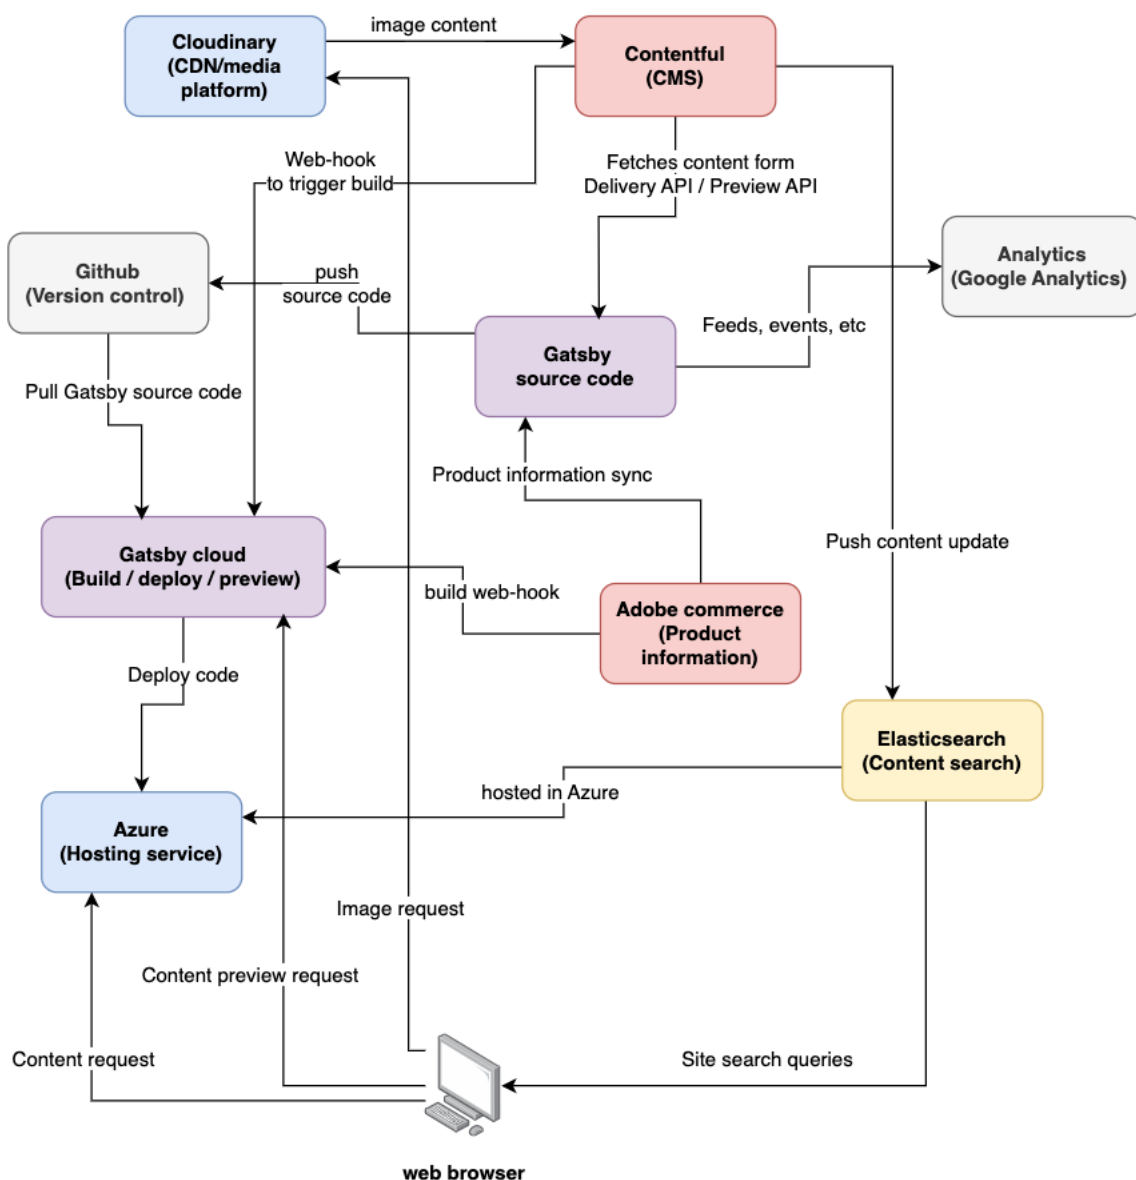 image content
Cloudinary
(CDN/media
platform)
Contentful
(CMS)
Web-hook
to trigger build
Fetches content form
Delivery API / Preview API
Github
(Version control)
push
source code
Analytics
(Google Analytics)
Feeds, events, etc
Gatsby
source code
Pull Gatsby source code
Product information sync
Push content update
Gatsby cloud
(Build / deploy / preview)
build web-hook
Adobe commerce
(Product
information)
Deploy code
Elasticsearch
(Content search)
hosted in Azure
Azure
(Hosting service)
Image request
Content preview request
Content request
Site search queries
web browser